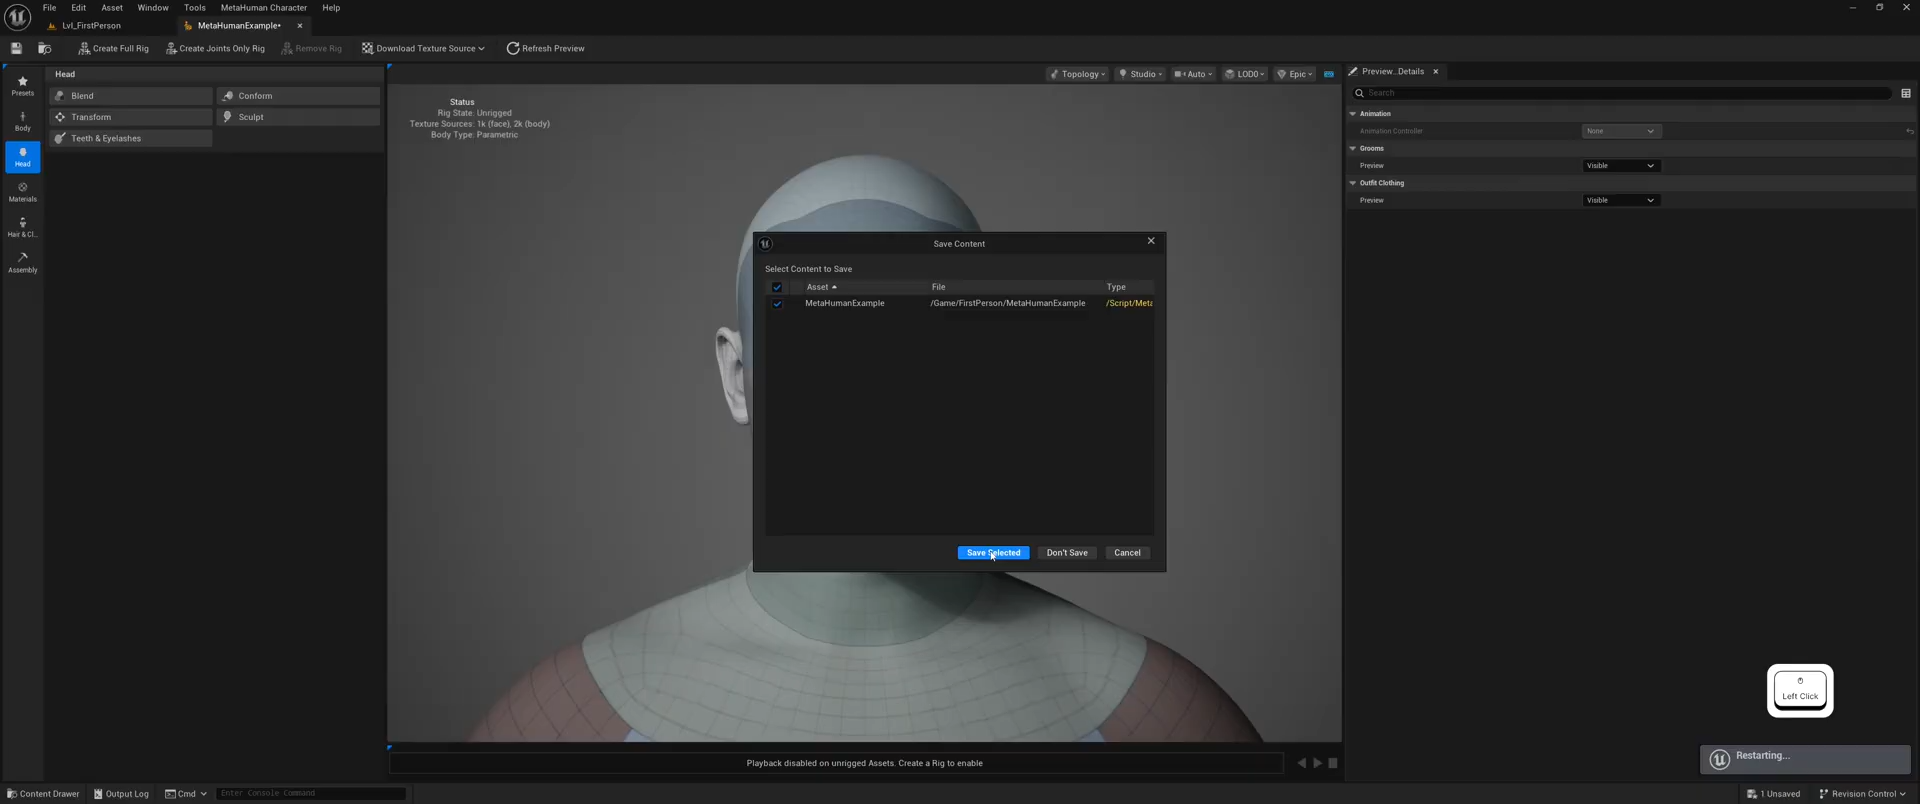 File Edit Asset Window Tools MetaHuman Character Help
Lvl_FirstPerson MetaHumanExample•
Create Full Rig Create Joints Only Rig Remove Rig Download Texture Source Refresh Preview
Presets
Body
Head
Materials
Hair & Cl...
Assembly
Head
Blend Conform
Transform Sculpt
Teeth & Eyelashes
Topology Studio Auto LOD0 Epic
Status
Rig State: Unrigged
Texture Sources: 1k (face), 2k (body)
Body Type: Parametric
Save Content
Select Content to Save
Asset File Type
MetaHumanExample /Game/FirstPerson/MetaHumanExample /Script/Meta
Save Selected Don't Save Cancel
Playback disabled on unrigged Assets. Create a Rig to enable
Preview...Details
Search
Animation
Animation Controller None
Grooms
Preview Visible
Outfit Clothing
Preview Visible
Left Click
Restarting...
Content Drawer Output Log Cmd Enter Console Command
1 Unsaved Revision Control